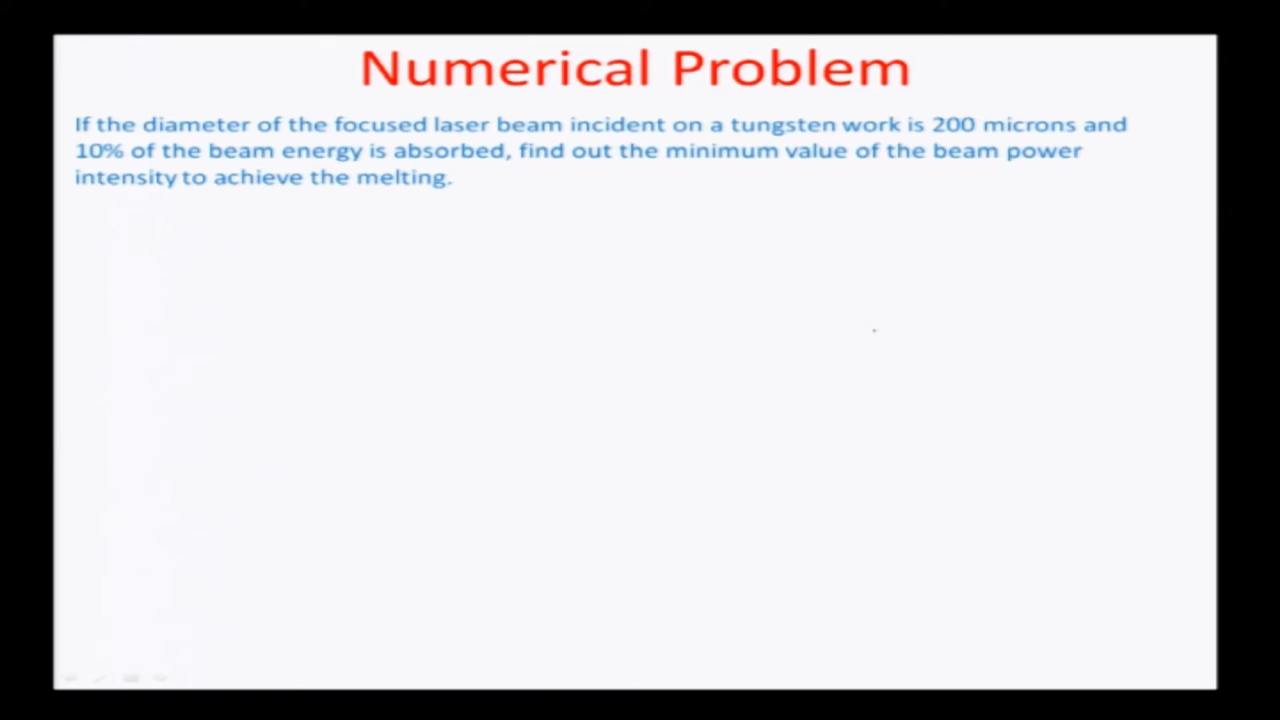 Numerical Problem
If the diameter of the focused laser beam incident on a tungsten work is 200 microns and
10% of the beam energy is absorbed, find out the minimum value of the beam power
intensity to achieve the melting.